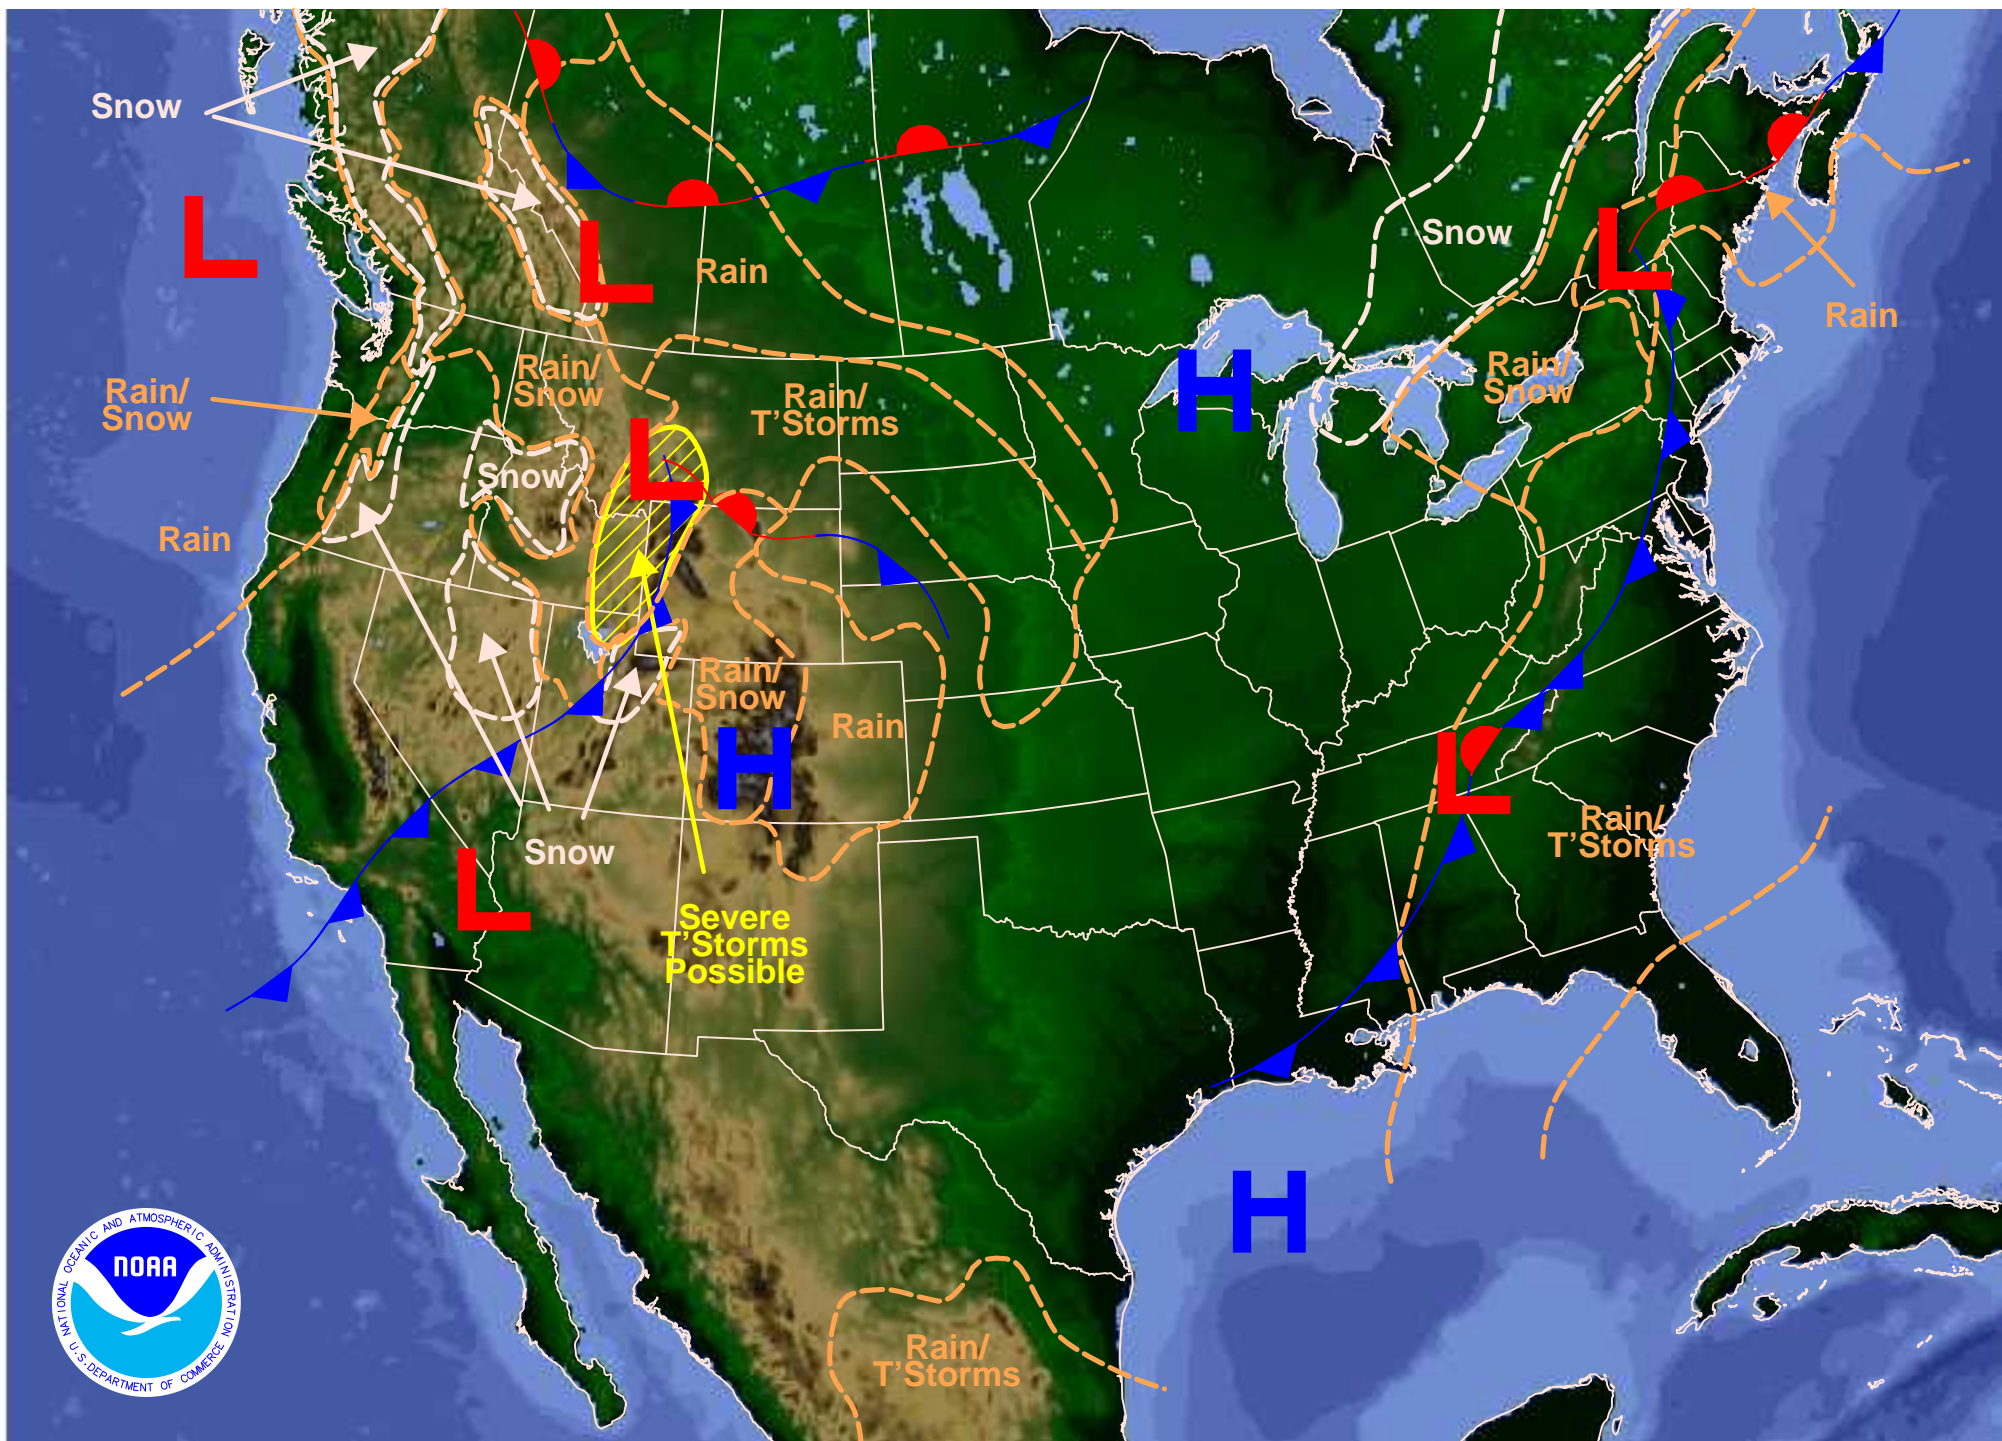 Snow
L
L
Rain
Snow
L
Rain
Rain/
Snow
Rain/
Snow
Rain/
T'Storms
H
Rain/
Snow
L
Snow
Rain
Rain/
Snow
Rain
H
L
Rain/
T'Storms
Snow
L
Severe
T'Storms
Possible
H
NATIONAL OCEANIC AND ATMOSPHERIC ADMINISTRATION
NOAA
U.S. DEPARTMENT OF COMMERCE
Rain/
T'Storms